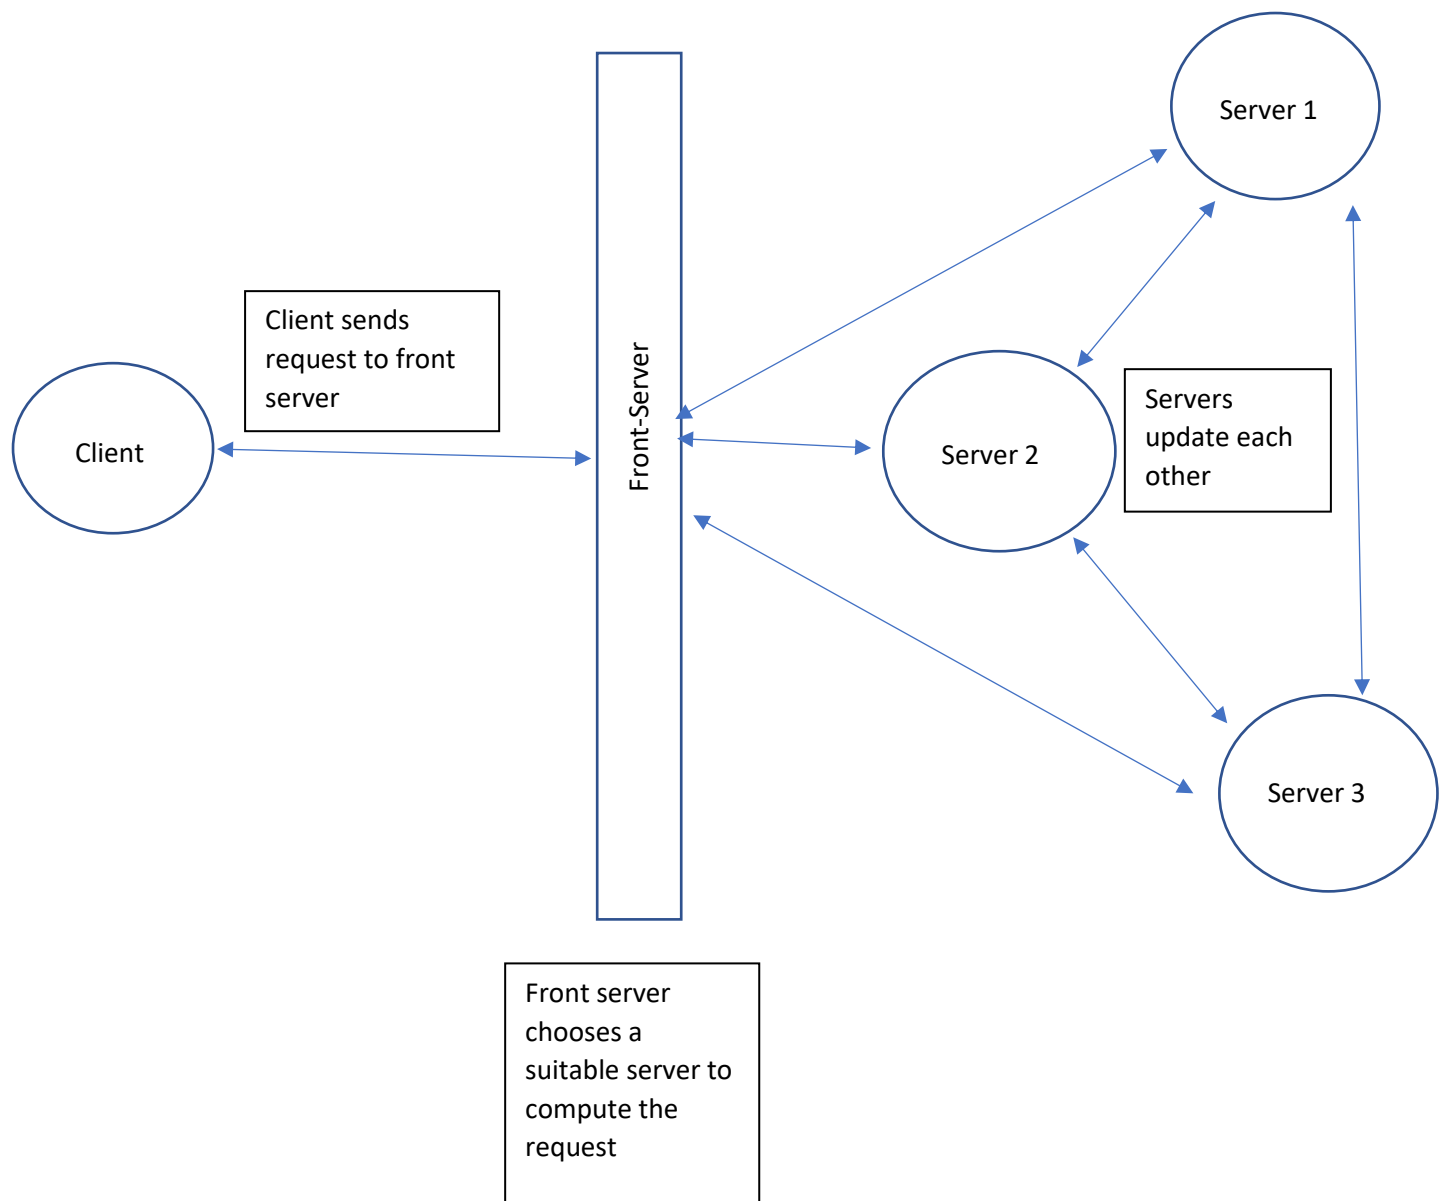 Server 1
Client sends
request to front
server
Front-Server
Client
Server 2
Servers
update each
other
Server 3
Front server
chooses a
suitable server to
compute the
request